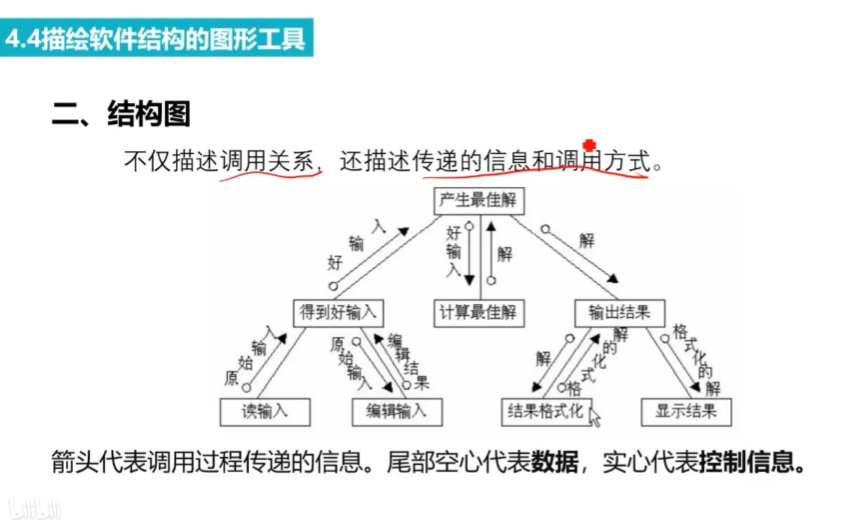 4.4描绘软件结构的图形工具
二、结构图
不仅描述调用关系，还描述传递的信息和调用方式。
产生最佳解
好输入
好输入
解
解
得到好输入
计算最佳解
输出结果
原始输入
原始输入
编辑结果
解
格式化的解
格式化的解
读输入
编辑输入
结果格式化
显示结果
箭头代表调用过程传递的信息。尾部空心代表数据，实心代表控制信息。
bilibili